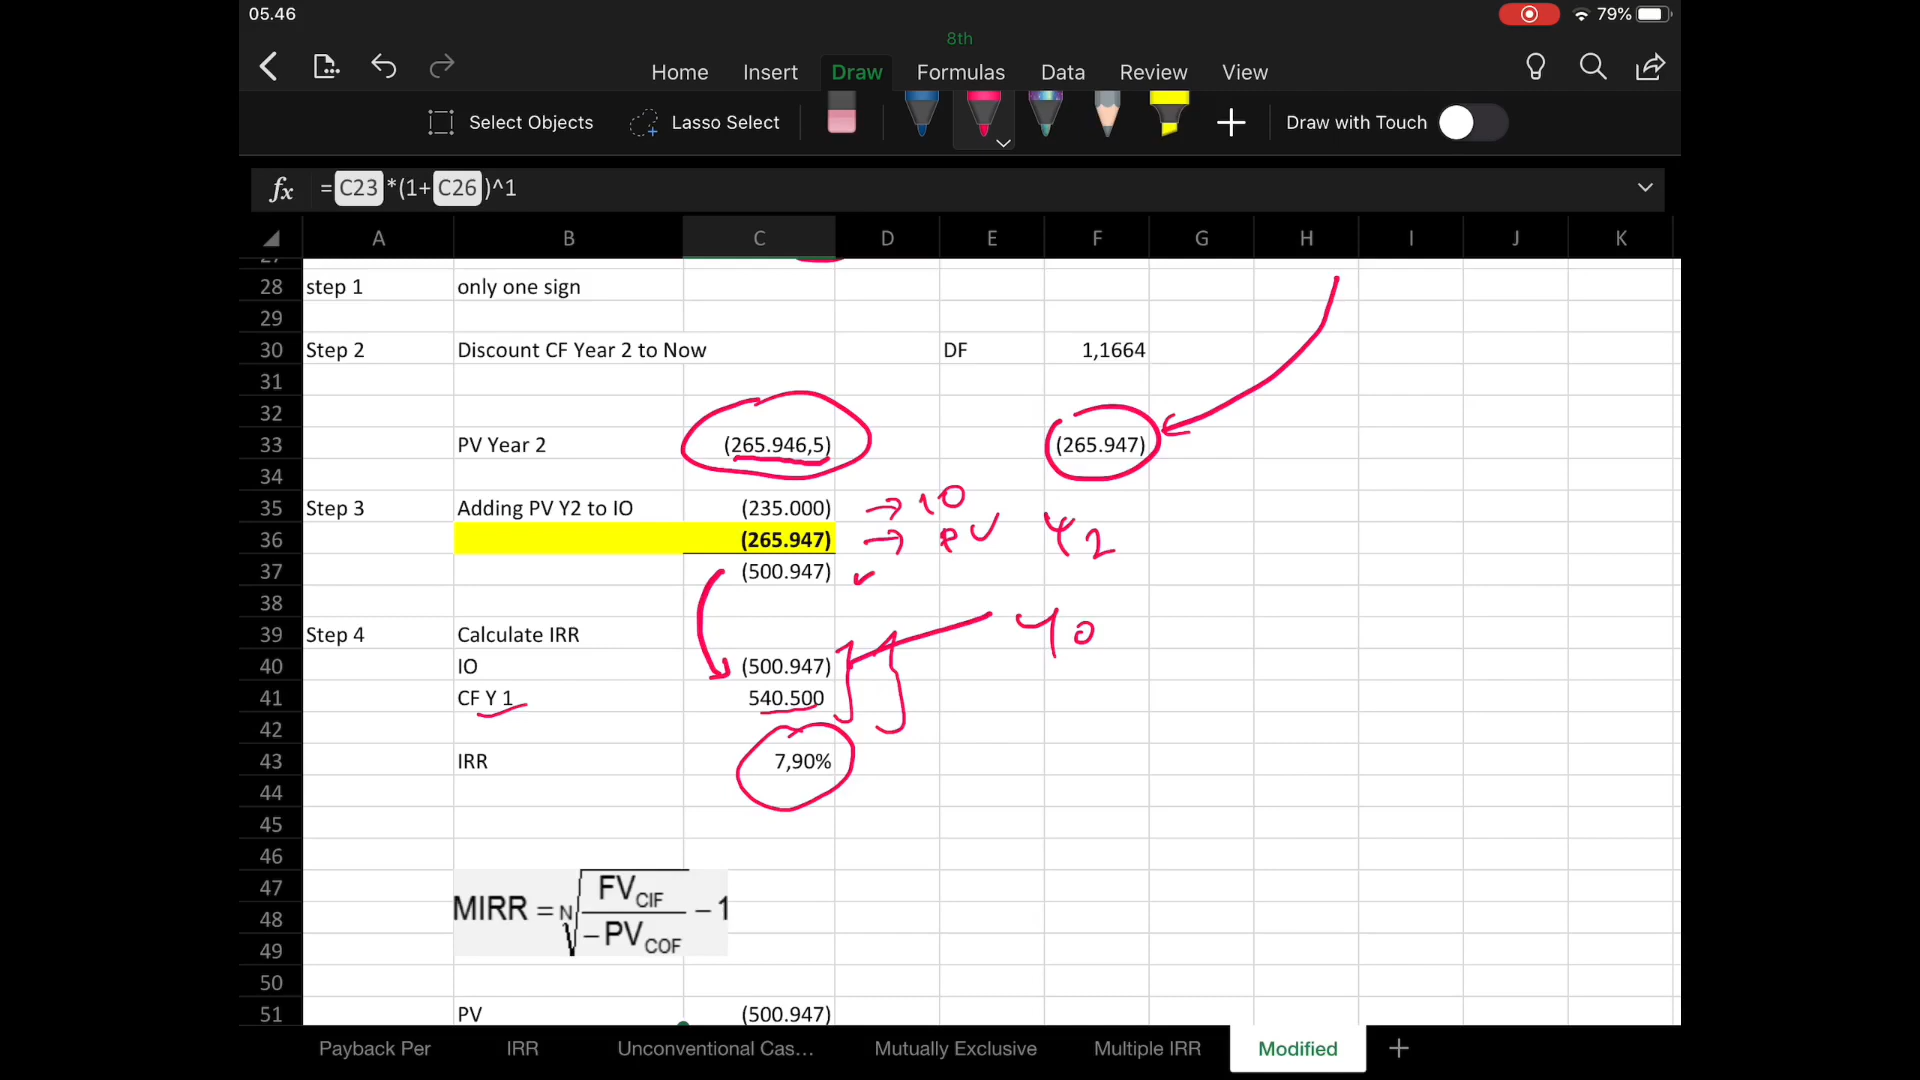 05.46 79%
8th
Home Insert Draw Formulas Data Review View
Select Objects Lasso Select Draw with Touch
fx =C23*(1+C26)^1
A B C D E F G H I J K
28 step 1 only one sign
29
30 Step 2 Discount CF Year 2 to Now DF 1,1664
31
32
33 PV Year 2 (265.946,5) (265.947)
34
35 Step 3 Adding PV Y2 to IO (235.000) → IO
36 (265.947) → PV Y2
37 (500.947)
38
39 Step 4 Calculate IRR Y0
40 IO (500.947)
41 CF Y 1 540.500
42
43 IRR 7,90%
44
45
46
47
48
49
MIRR = N√(FVCIF / −PVCOF) − 1
50
51 PV (500.947)
Payback Per IRR Unconventional Cas... Mutually Exclusive Multiple IRR Modified